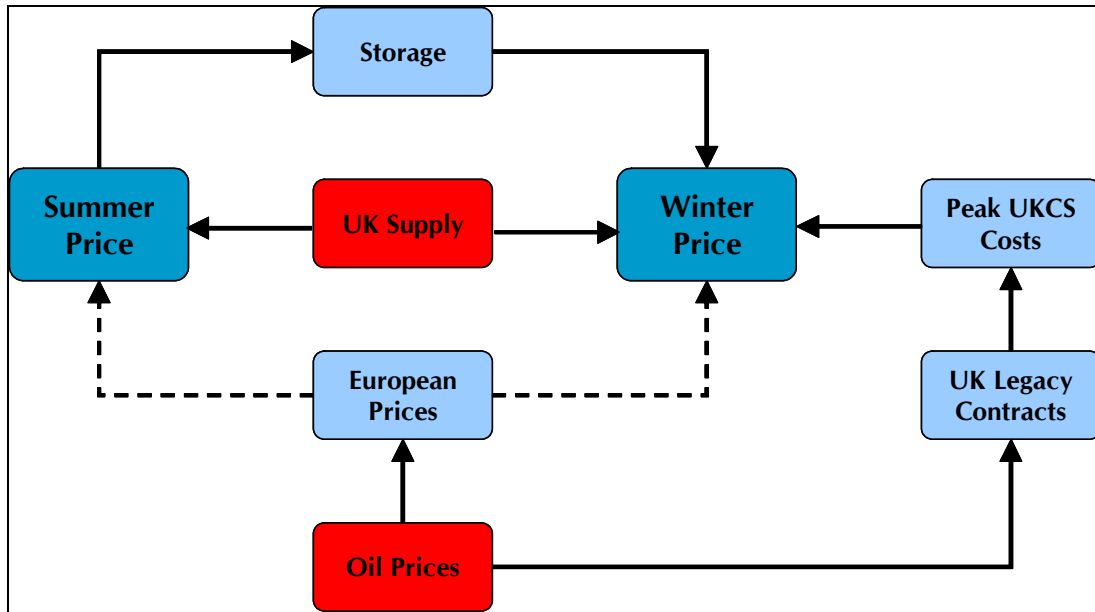 Storage
Summer
Price
UK Supply
Winter
Price
Peak UKCS
Costs
European
Prices
UK Legacy
Contracts
Oil Prices